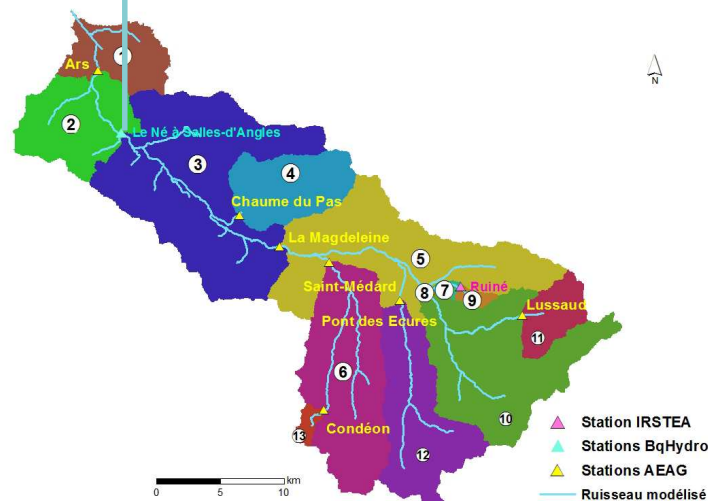 1
Ars
2
Le Né à Salles-d'Angles
3
4
N
Chaume du Pas
La Magdeleine
5
Saint-Médard
8
7
Ruiné
9
Pont des Ecures
Lussaud
11
6
10
13
Condéon
12
km
0
5
10
Station IRSTEA
Stations BqHydro
Stations AEAG
Ruisseau modélisé